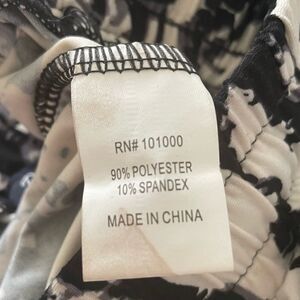 RN# 101000
90% POLYESTER
10% SPANDEX
MADE IN CHINA